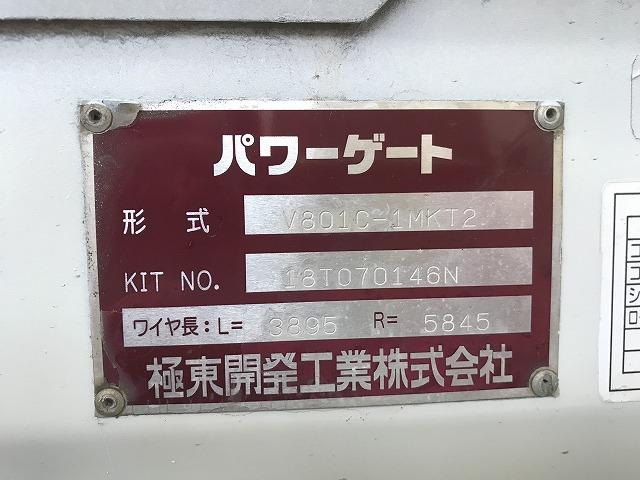 パワーゲート
形 式 V801C-1MKT2
KIT NO. 18T070146N
ワイヤ長:L= 3895 R= 5845
極東開発工業株式会社